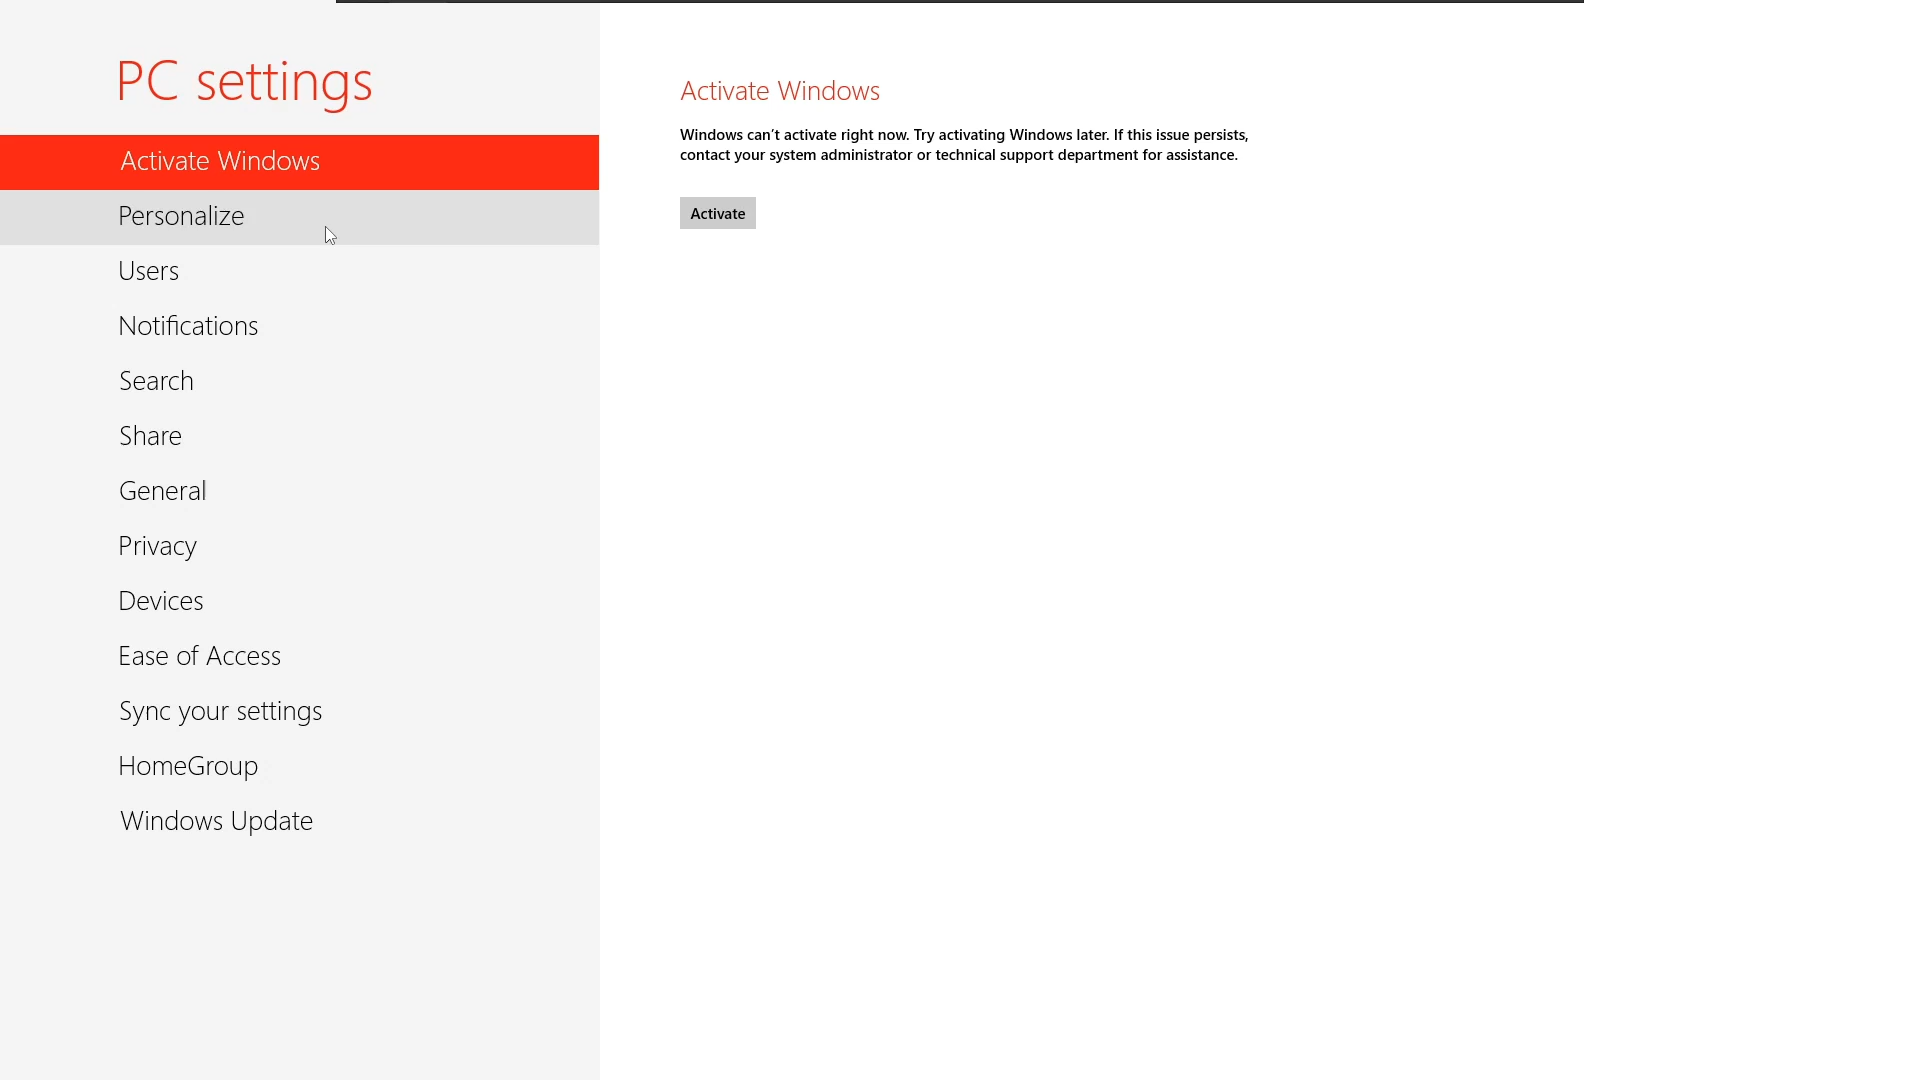 PC settings
Activate Windows
Personalize
Users
Notifications
Search
Share
General
Privacy
Devices
Ease of Access
Sync your settings
HomeGroup
Windows Update
Activate Windows
Windows can’t activate right now. Try activating Windows later. If this issue persists,
contact your system administrator or technical support department for assistance.
Activate